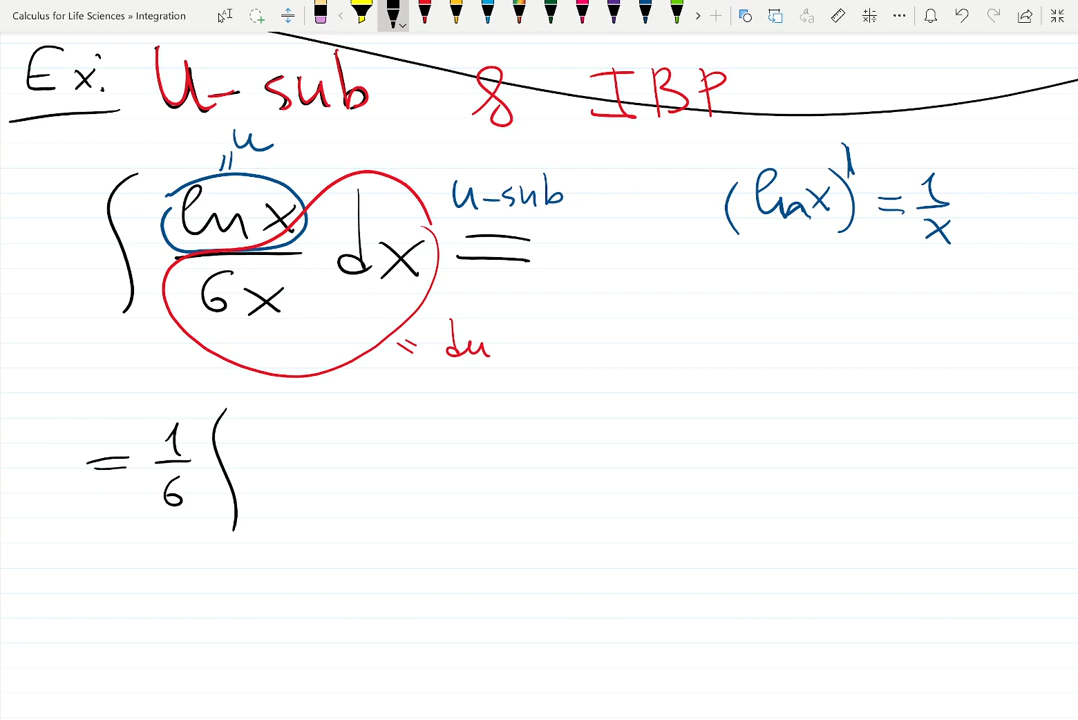 Calculus for Life Sciences » Integration
Ex: U-sub & IBP
= u
∫ ln x / 6x dx = u-sub (ln x)' = 1/x
= du
= 1/6 ∫